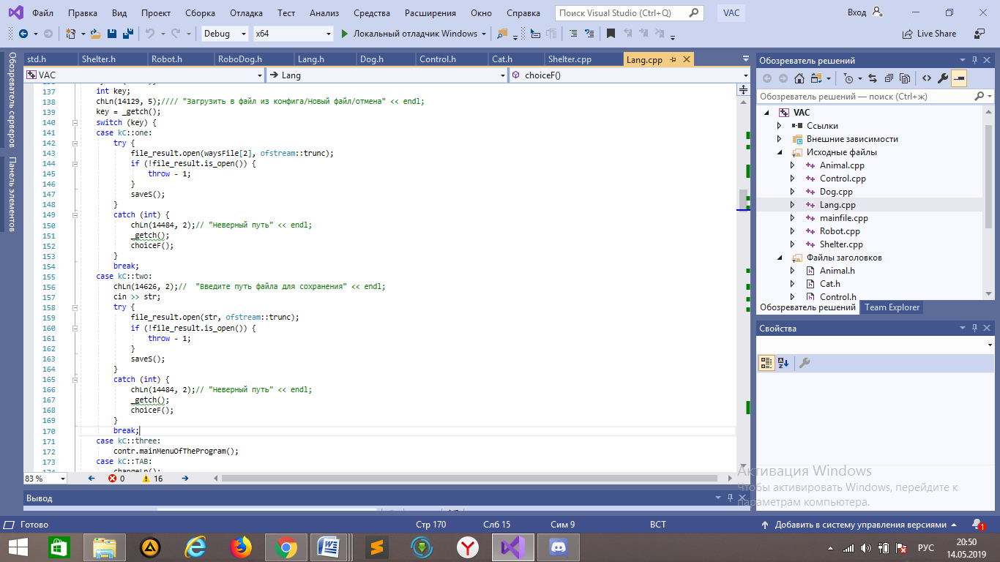 Файл Правка Вид Проект Сборка Отладка Тест Анализ Средства Расширения Окно Справка Поиск Visual Studio (Ctrl+Q) VAC Вход
Debug x64 Локальный отладчик Windows Live Share
std.h Shelter.h Robot.h RoboDog.h Lang.h Dog.h Control.h Cat.h Shelter.cpp Lang.cpp
VAC Lang choiceF()
137 int key;
138 chLn(14129, 5);//// "Загрузить в файл из конфига/Новый файл/отмена" << endl;
139 key = _getch();
140 switch (key) {
141 case kC::one:
142 try {
143 file_result.open(waysFile[2], ofstream::trunc);
144 if (!file_result.is_open()) {
145 throw - 1;
146 }
147 saveS();
148 }
149 catch (int) {
150 chLn(14484, 2);// "Неверный путь" << endl;
151 _getch();
152 choiceF();
153 }
154 break;
155 case kC::two:
156 chLn(14626, 2);//  "Введите путь файла для сохранения" << endl;
157 cin >> str;
158 try {
159 file_result.open(str, ofstream::trunc);
160 if (!file_result.is_open()) {
161 throw - 1;
162 }
163 saveS();
164 }
165 catch (int) {
166 chLn(14484, 2);// "Неверный путь" << endl;
167 _getch();
168 choiceF();
169 }
170 break;
171 case kC::three:
172 contr.mainMenuOfTheProgram();
173 case kC::TAB:
83 % 0 16
Вывод
Обозреватель серверов
Панель элементов
Обозреватель решений
Обозреватель решений — поиск (Ctrl+ж)
VAC
Ссылки
Внешние зависимости
Исходные файлы
Animal.cpp
Control.cpp
Dog.cpp
Lang.cpp
mainfile.cpp
Robot.cpp
Shelter.cpp
Файлы заголовков
Animal.h
Cat.h
Control.h
Обозреватель решений Team Explorer
Свойства
Активация Windows
Чтобы активировать Windows, перейдите к
параметрам компьютера.
Готово Стр 170 Слб 15 Сим 9 ВСТ Добавить в систему управления версиями 1
РУС
20:50
14.05.2019